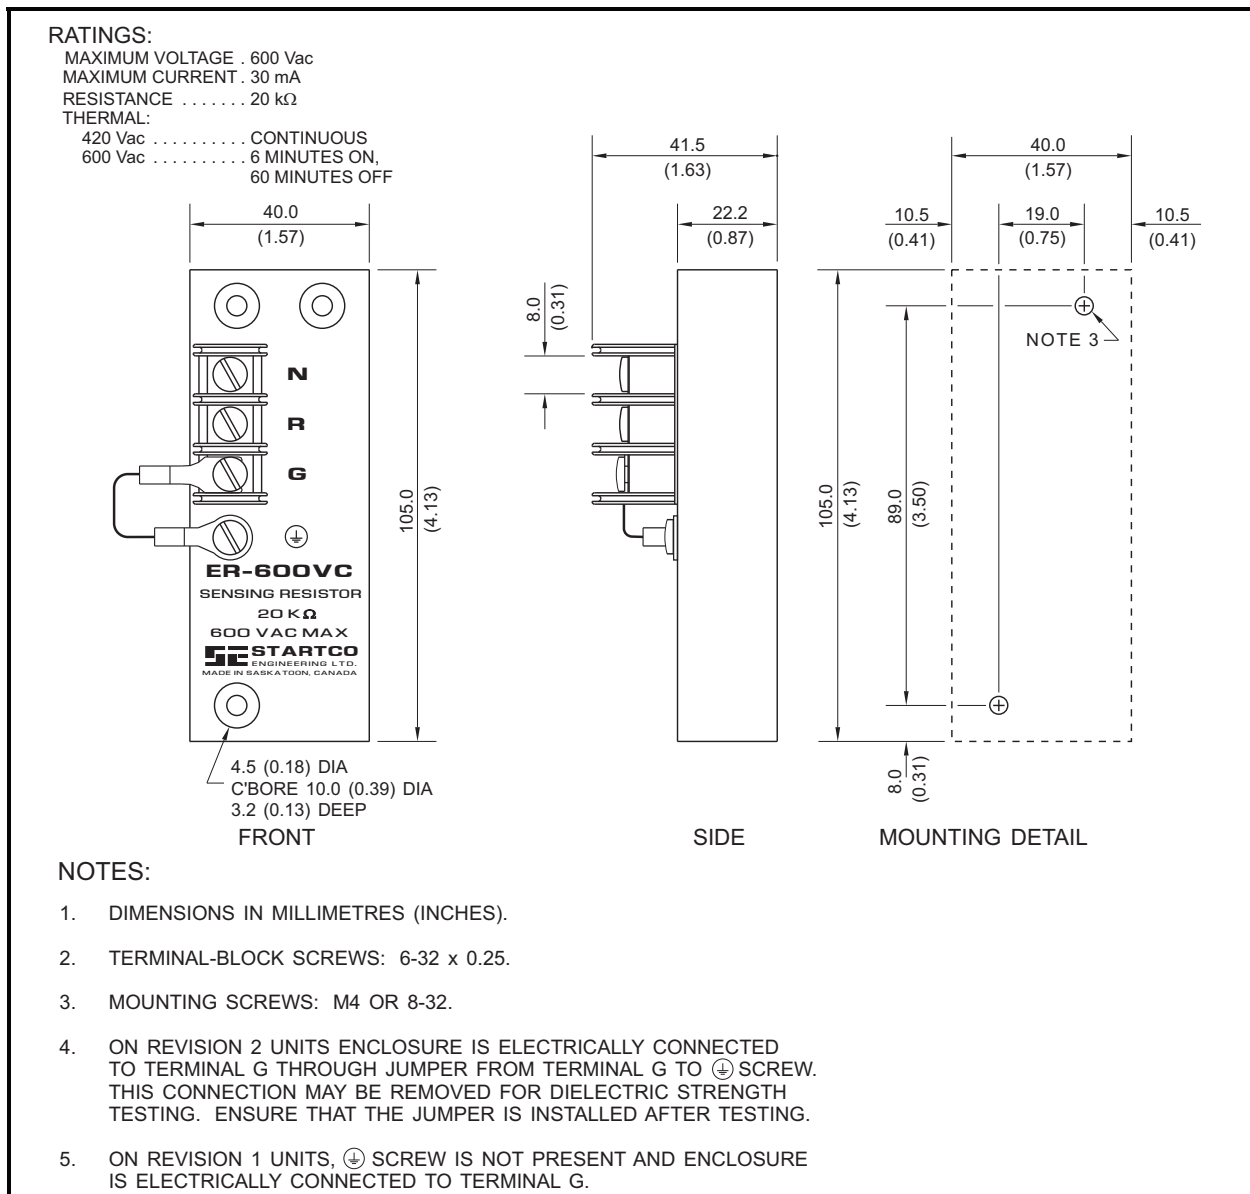 RATINGS:
MAXIMUM VOLTAGE . 600 Vac
MAXIMUM CURRENT . 30 mA
RESISTANCE . . . . . . . 20 kΩ
THERMAL:
420 Vac . . . . . . . . . . CONTINUOUS
600 Vac . . . . . . . . . . 6 MINUTES ON,
60 MINUTES OFF
40.0
(1.57)
105.0
(4.13)
N
R
G
ER-600VC
SENSING RESISTOR
20 KΩ
600 VAC MAX
SE STARTCO
ENGINEERING LTD.
MADE IN SASKATOON, CANADA
4.5 (0.18) DIA
C'BORE 10.0 (0.39) DIA
3.2 (0.13) DEEP
FRONT
41.5
(1.63)
22.2
(0.87)
8.0
(0.31)
SIDE
40.0
(1.57)
10.5
(0.41)
19.0
(0.75)
10.5
(0.41)
NOTE 3
105.0
(4.13)
89.0
(3.50)
8.0
(0.31)
MOUNTING DETAIL
NOTES:
1. DIMENSIONS IN MILLIMETRES (INCHES).
2. TERMINAL-BLOCK SCREWS: 6-32 x 0.25.
3. MOUNTING SCREWS: M4 OR 8-32.
4. ON REVISION 2 UNITS ENCLOSURE IS ELECTRICALLY CONNECTED
TO TERMINAL G THROUGH JUMPER FROM TERMINAL G TO ⏚ SCREW.
THIS CONNECTION MAY BE REMOVED FOR DIELECTRIC STRENGTH
TESTING. ENSURE THAT THE JUMPER IS INSTALLED AFTER TESTING.
5. ON REVISION 1 UNITS, ⏚ SCREW IS NOT PRESENT AND ENCLOSURE
IS ELECTRICALLY CONNECTED TO TERMINAL G.